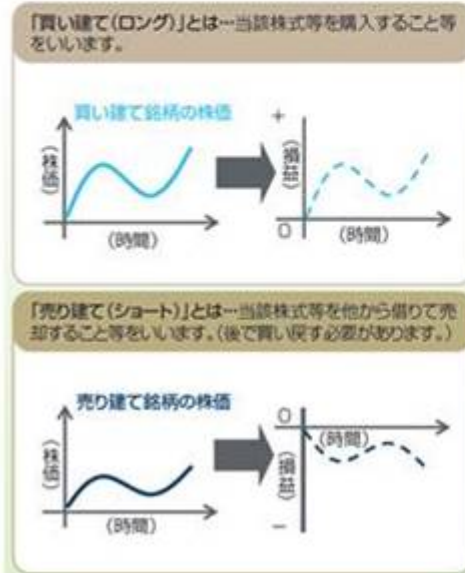 「買い建て(ロング)」とは…当該株式等を購入すること等
をいいます。
買い建て銘柄の株価
(株価)
(時間)
+
(損益)
0
(時間)
「売り建て(ショート)」とは…当該株式等を他から借りて売
却すること等をいいます。(後で買い戻す必要があります。)
売り建て銘柄の株価
(株価)
(時間)
0
(時間)
(損益)
−